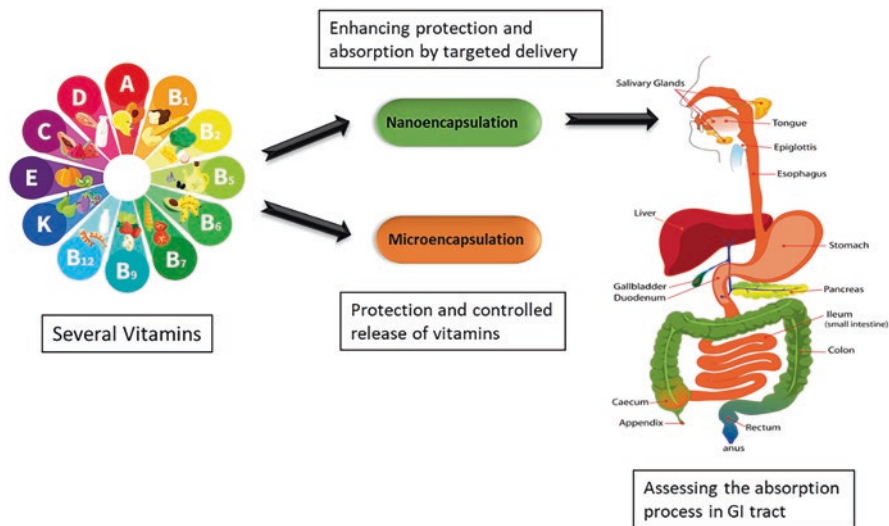 Enhancing protection and
absorption by targeted delivery
A
B1
B2
B5
B6
B7
B9
B12
K
E
C
D
Several Vitamins
Nanoencapsulation
Microencapsulation
Protection and controlled
release of vitamins
Salivary Glands
Tongue
Epiglottis
Esophagus
Liver
Stomach
Gallbladder
Duodenum
Pancreas
Ileum
(small intestine)
Colon
Caecum
Appendix
Rectum
anus
Assessing the absorption
process in GI tract